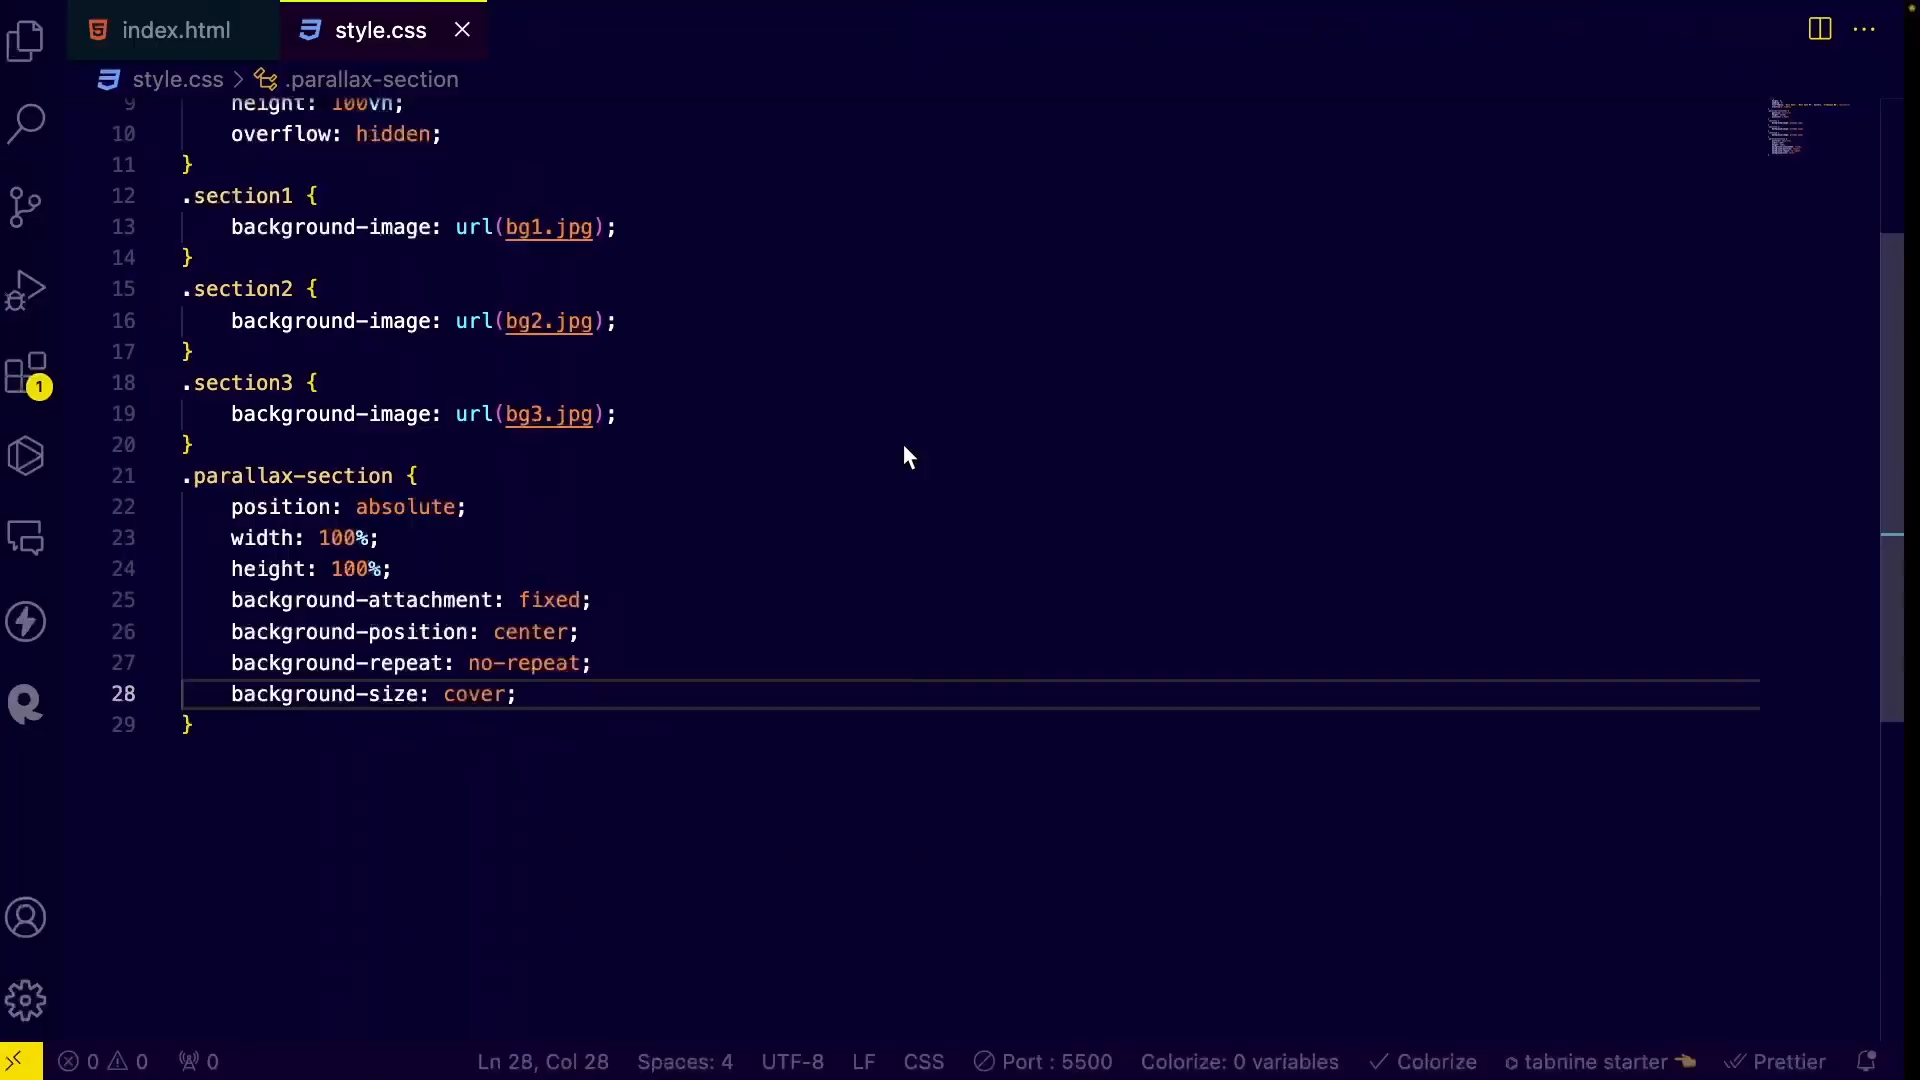 index.html
style.css
style.css > .parallax-section
9 height: 100vh;
10 overflow: hidden;
11 }
12 .section1 {
13 background-image: url(bg1.jpg);
14 }
15 .section2 {
16 background-image: url(bg2.jpg);
17 }
18 .section3 {
19 background-image: url(bg3.jpg);
20 }
21 .parallax-section {
22 position: absolute;
23 width: 100%;
24 height: 100%;
25 background-attachment: fixed;
26 background-position: center;
27 background-repeat: no-repeat;
28 background-size: cover;
29 }
1
0 0 0 Ln 28, Col 28 Spaces: 4 UTF-8 LF CSS Port : 5500 Colorize: 0 variables Colorize tabnine starter Prettier